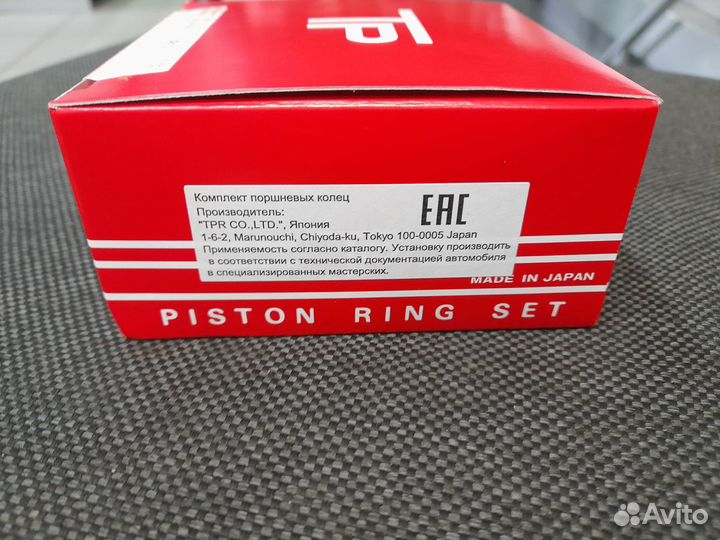 TP
Комплект поршневых колец
Производитель:
"TPR CO.,LTD.", Япония
1-6-2, Marunouchi, Chiyoda-ku, Tokyo 100-0005 Japan
Применяемость согласно каталогу. Установку производить
в соответствии с технической документацией автомобиля
в специализированных мастерских.
EAC
MADE IN JAPAN
PISTON RING SET
Avito